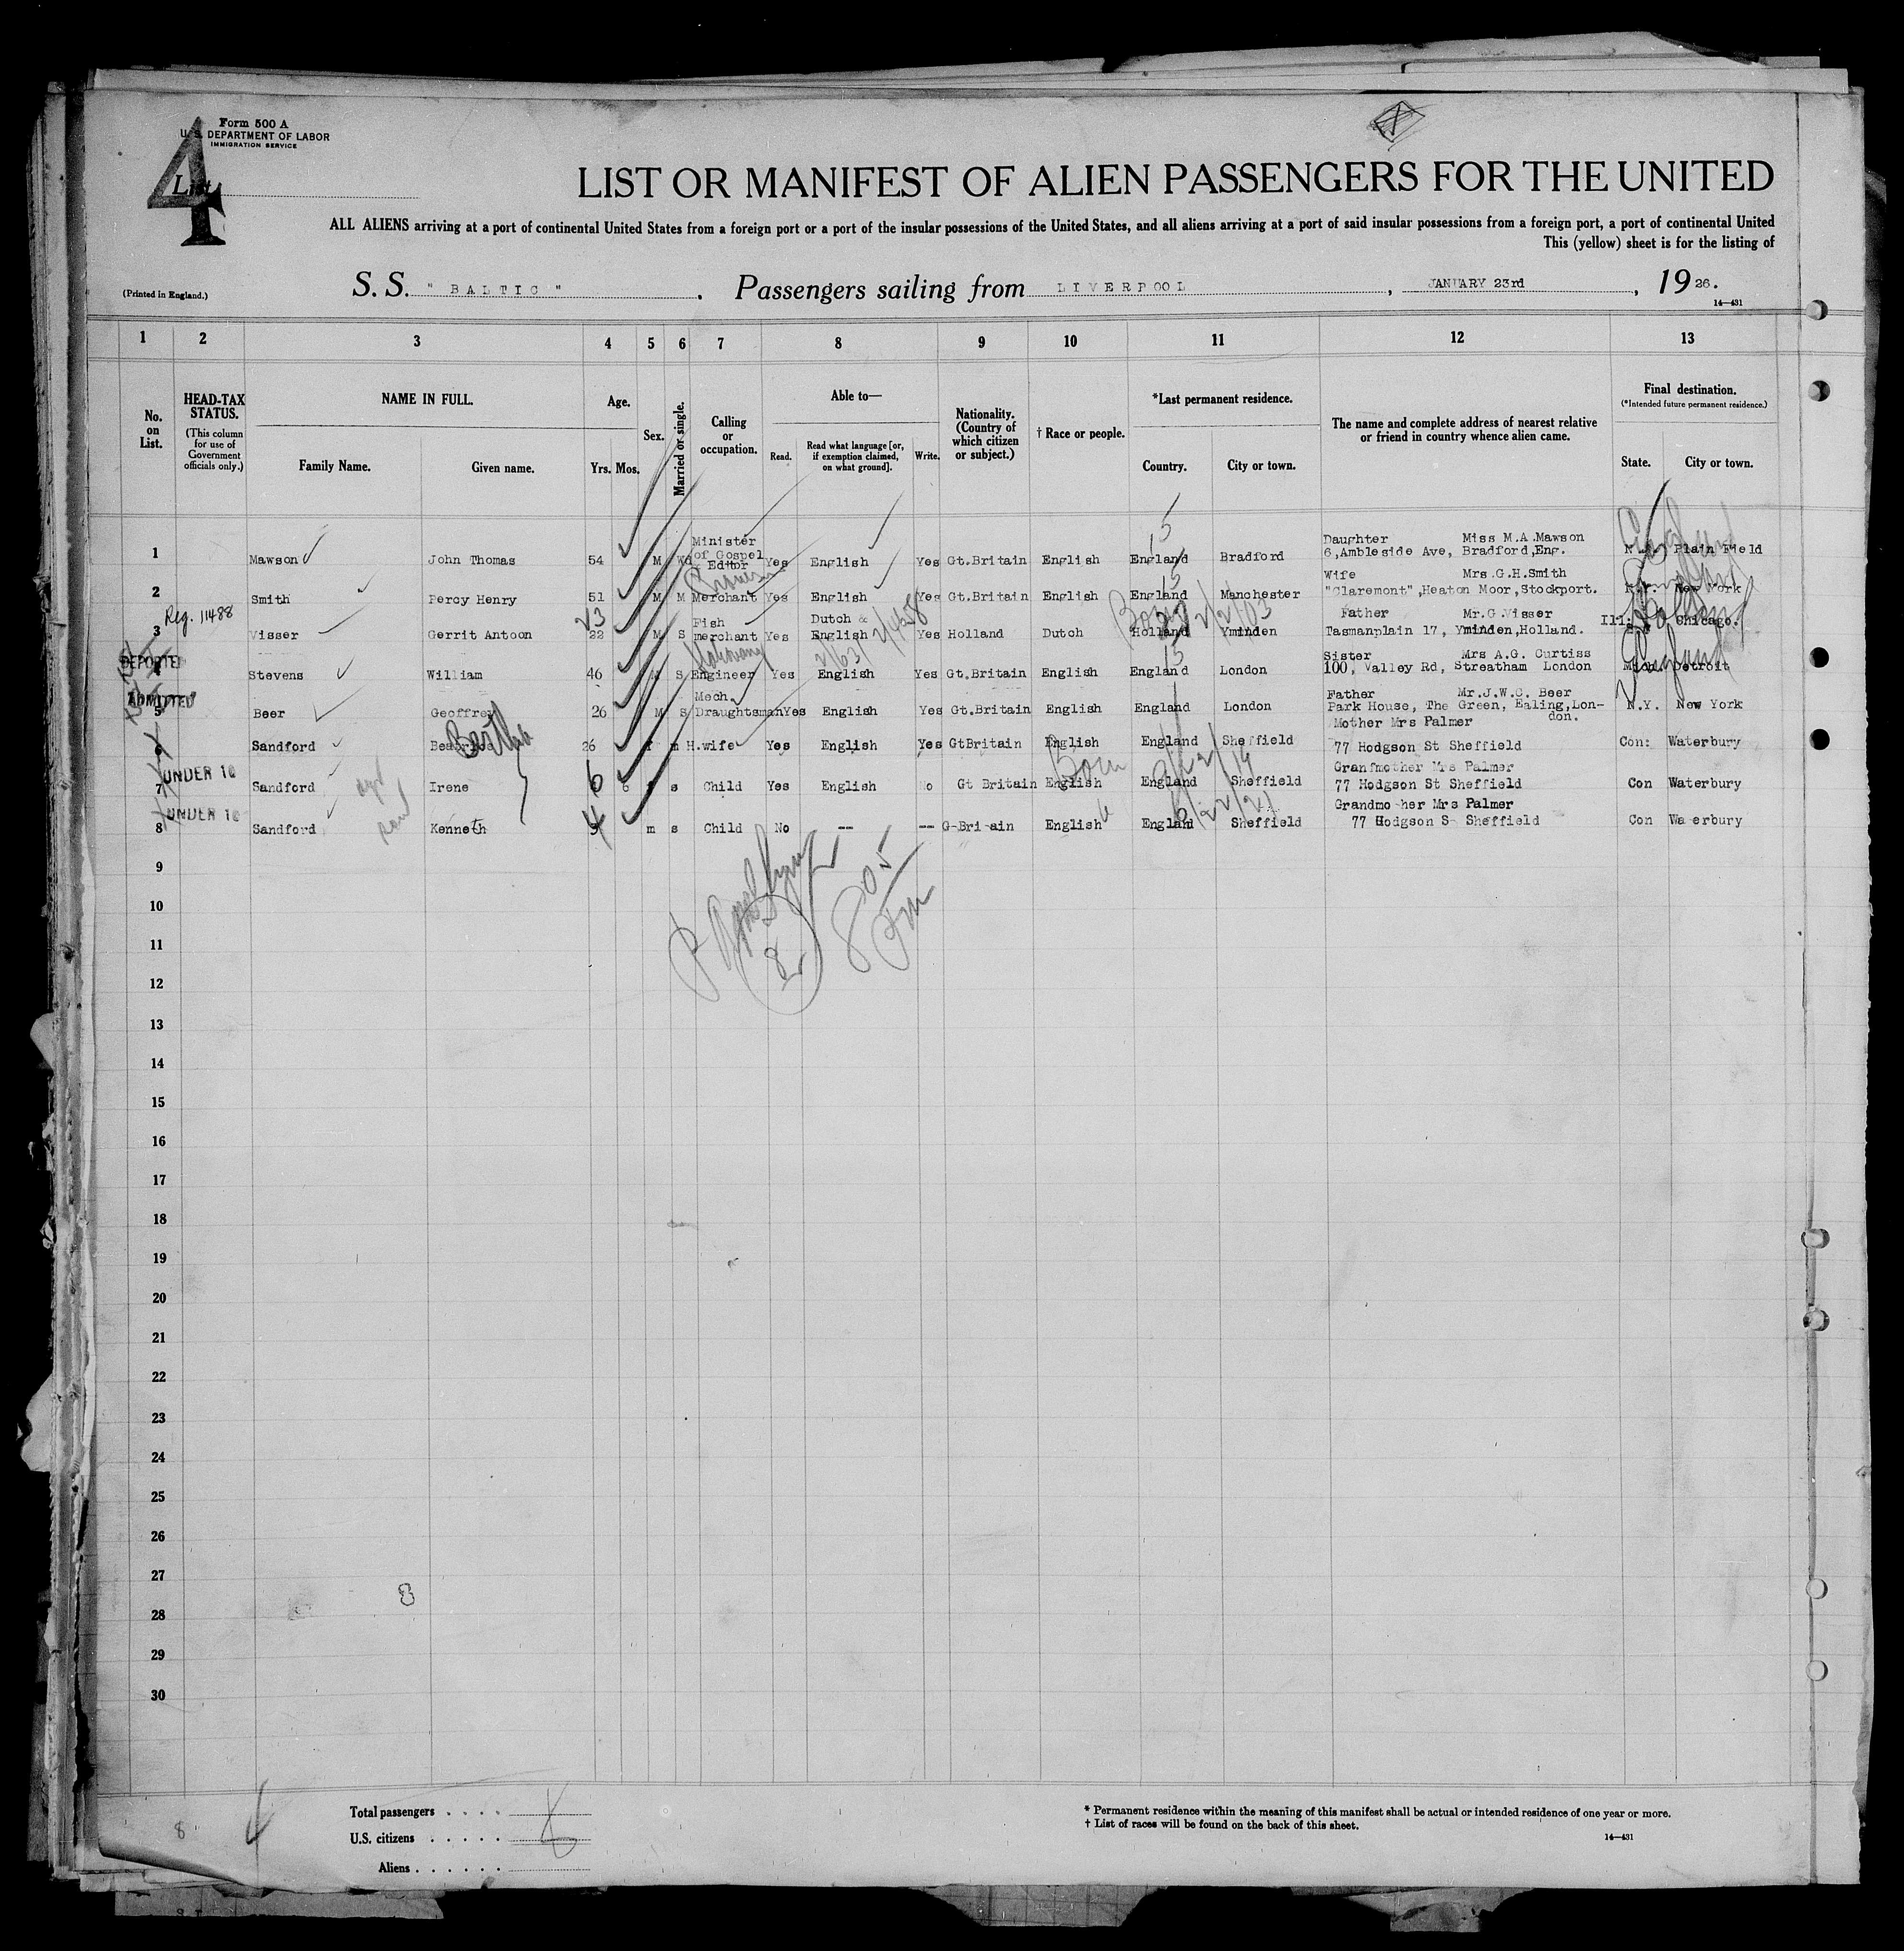 Form 500 A
U. S. DEPARTMENT OF LABOR
IMMIGRATION SERVICE
4
List
LIST OR MANIFEST OF ALIEN PASSENGERS FOR THE UNITED
ALL ALIENS arriving at a port of continental United States from a foreign port or a port of the insular possessions of the United States, and all aliens arriving at a port of said insular possessions from a foreign port, a port of continental United
This (yellow) sheet is for the listing of
(Printed in England.)
S. S. " BALTIC " . Passengers sailing from LIVERPOOL , JANUARY 23rd , 19 26.
14—431
1 2 3 4 5 6 7 8 9 10 11 12 13
No. on List.
HEAD-TAX STATUS.
(This column for use of Government officials only.)
NAME IN FULL.
Family Name. Given name.
Age.
Yrs. Mos.
Sex.
Married or single.
Calling or occupation.
Able to—
Read. Read what language [or, if exemption claimed, on what ground]. Write.
Nationality. (Country of which citizen or subject.)
† Race or people.
*Last permanent residence.
Country. City or town.
The name and complete address of nearest relative or friend in country whence alien came.
Final destination.
(*Intended future permanent residence.)
State. City or town.
Minister Daughter Miss M.A.Mawson
1 Mawson John Thomas 54 M Wd of Gospel Editor Yes English Yes Gt.Britain English England Bradford 6,Ambleside Ave, Bradford,Eng. Plain Field
Wife Mrs.G.H.Smith
2 Smith Percy Henry 51 M M Merchant Yes English Yes Gt.Britain English England Manchester "Claremont",Heaton Moor,Stockport. N.Y. New York
Reg. 11488 23 Fish Dutch & Born Father Mr.G.Visser
3 Visser Gerrit Antoon 22 M S merchant Yes English Yes Holland Dutch Holland Ymuiden Tasmanplain 17, Ymuiden,Holland. Ill: Chicago.
DEPORTED Sister Mrs A.G. Curtiss
4 Stevens William 46 M S Engineer Yes English Yes Gt.Britain English England London 100, Valley Rd, Streatham London Mich. Detroit
ADMITTED Mech. Father Mr.J.W.C. Beer
5 Beer Geoffrey 26 M S Draughtsman Yes English Yes Gt.Britain English England London Park House, The Green, Ealing,London. N.Y. New York
Bertha Mother Mrs Palmer
6 Sandford Beatrice 26 f m H.wife Yes English Yes GtBritain English England Sheffield 77 Hodgson St Sheffield Con: Waterbury
UNDER 16 6 Born Granfmother Mrs Palmer
7 Sandford Irene 6 f s Child Yes English No Gt Britain English England Sheffield 77 Hodgson St Sheffield Con Waterbury
UNDER 16 4 Grandmo her Mrs Palmer
8 Sandford Kenneth m s Child No -- -- G-Bri-ain English England Sheffield 77 Hodgson S- Sheffield Con Wa erbury
9
10
11
12
13
14
15
16
17
18
19
20
21
22
23
24
25
26
27
28
29
30
8
Total passengers . . . .
U.S. citizens . . . . .
Aliens . . . . . .
8
* Permanent residence within the meaning of this manifest shall be actual or intended residence of one year or more.
† List of races will be found on the back of this sheet.
14—431